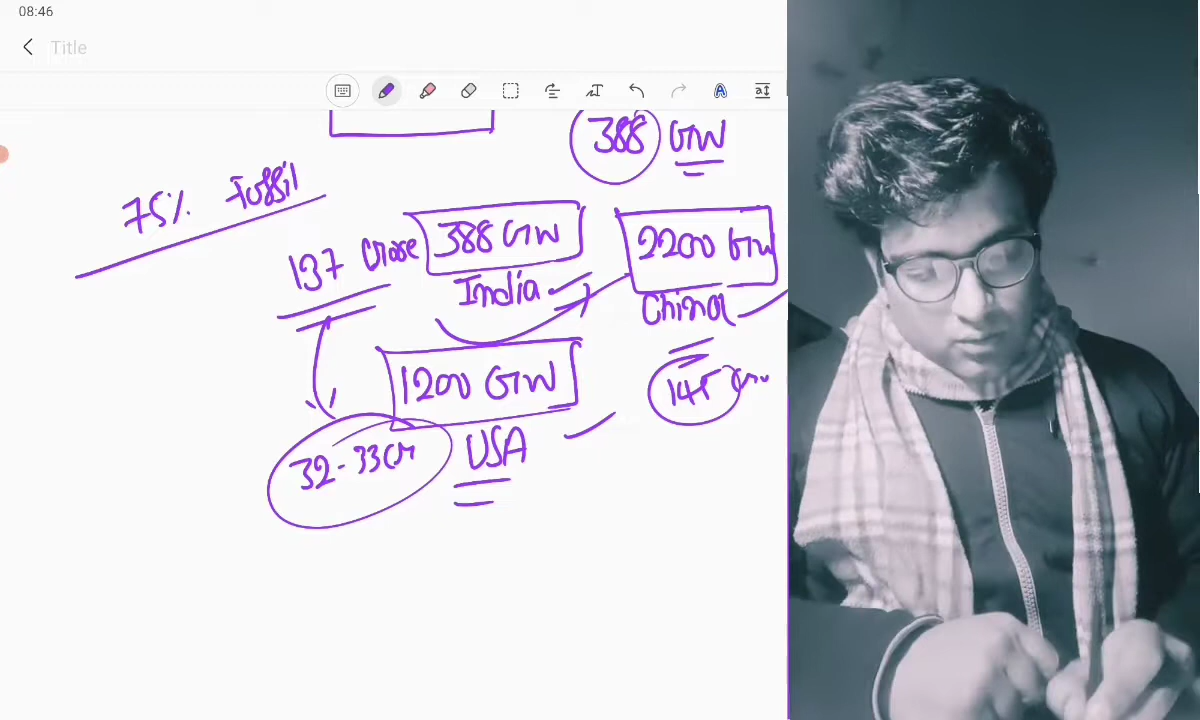 08:46
Title
388 GW
75% Fossil
137 Crore 388 GW 2200 GW
India China
1200 GW 145
32-33 Cr USA